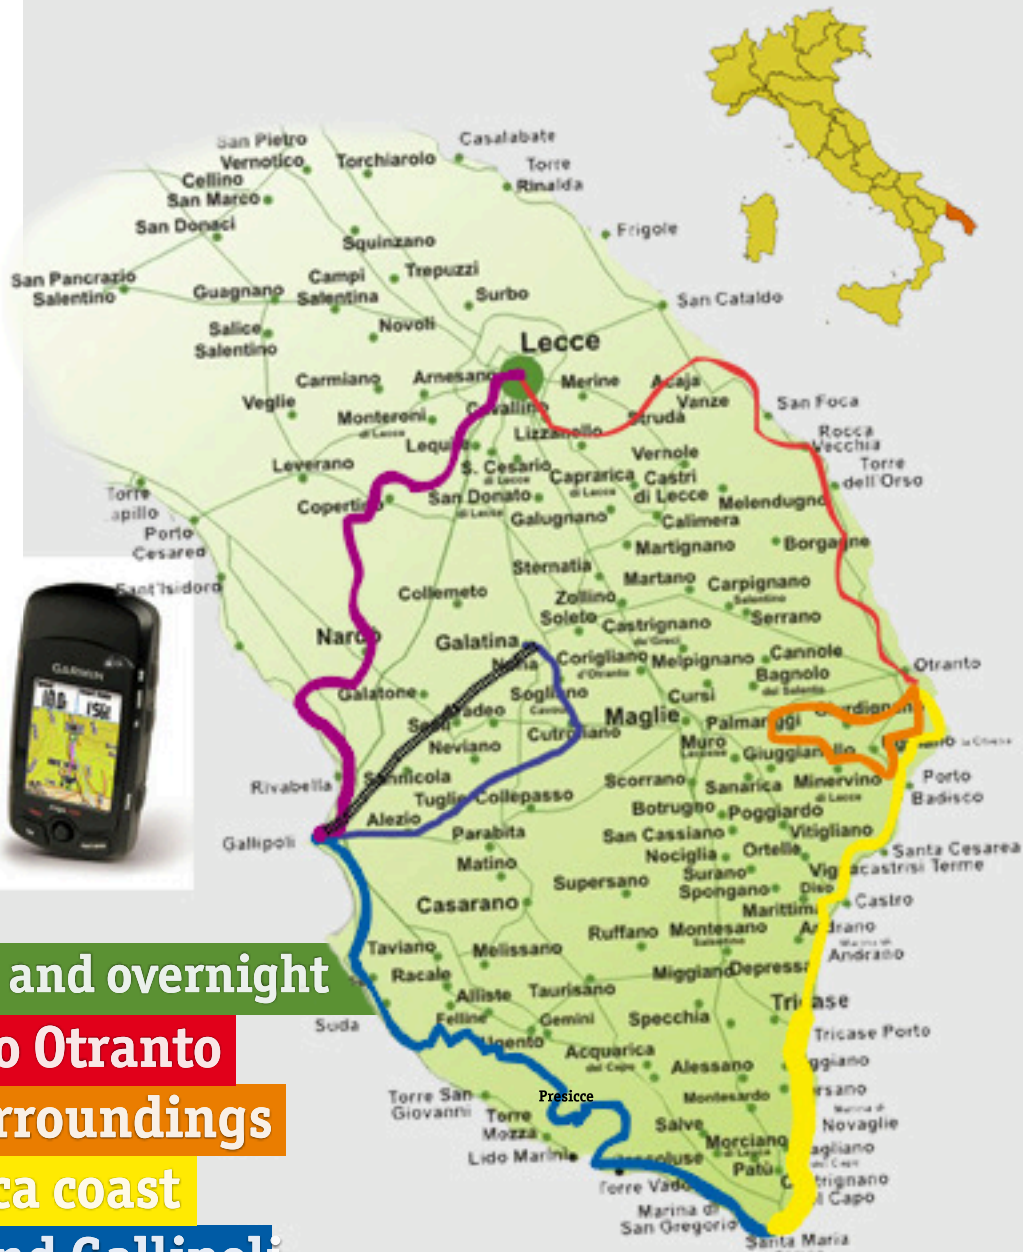 San Pietro
Vernotico
Torchiarolo
Casalabate
Torre
Rinalda
Cellino
San Marco
San Donaci
Squinzano
Frigole
San Pancrazio
Salentino
Guagnano
Campi
Salentina
Trepuzzi
Surbo
San Cataldo
Salice
Salentino
Novoli
Lecce
Carmiano
Arnesano
Merine
Acaja
Vanze
San Foca
Veglie
Monteroni
di Lecce
Cavallino
Struda
Lizzanello
Rocca
Vecchia
Vernole
Torre
dell'Orso
Leverano
S. Cesario
di Lecce
Caprarica
di Lecce
Castri
di Lecce
Melendugno
Torre
Copertino
San Donato
di Lecce
Galugnano
Calimera
Porto
Cesareo
Martignano
Borgagne
Sant'Isidoro
Sternatia
Collemeto
Zollino
Martano
Carpignano
Salentino
Soleto
Castrignano
de'Greci
Serrano
Nardo
Galatina
Corigliano
d'Otranto
Melpignano
Cannole
Otranto
Bagnolo
del Salento
Galatone
Cursi
Maglie
Palmariggi
Cutrofiano
Neviano
Muro
Leccese
Giuggianello
GARMIN
Rivabella
Sannicola
Scorrano
Sanarica
Minervino
di Lecce
Porto
Badisco
Tuglie
Collepasso
Botrugno
Poggiardo
Gallipoli
Alezio
Parabita
San Cassiano
Vitigliano
Matino
Nociglia
Ortelle
Santa Cesarea
Terme
Supersano
Surano
Spongano
Diso
Castro
Casarano
Marittima
Ruffano
Montesano
Salentino
Andrano
Andrano
Taviano
Melissano
Miggiano
Depressa
and overnight
Racale
Alliste
Taurisano
Tricase
Suda
Felline
Gemini
Specchia
Tricase Porto
o Otranto
Ugento
Acquarica
del Capo
Alessano
Torre San
Giovanni
Presicce
Montesardo
rroundings
Torre
Mozza
Salve
Novaglie
Lido Marini
Morciano
di Leuca
Patù
ca coast
Torre Vado
Marina di
San Gregorio
Santa Maria
nd Gallipoli